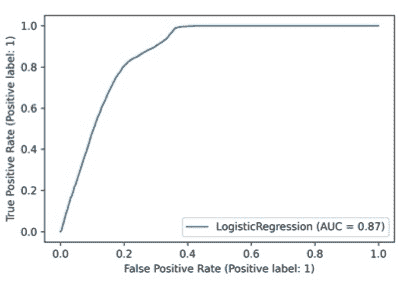 True Positive Rate (Positive label: 1)
1.0
0.8
0.6
0.4
0.2
0.0
LogisticRegression (AUC = 0.87)
0.0 0.2 0.4 0.6 0.8 1.0
False Positive Rate (Positive label: 1)